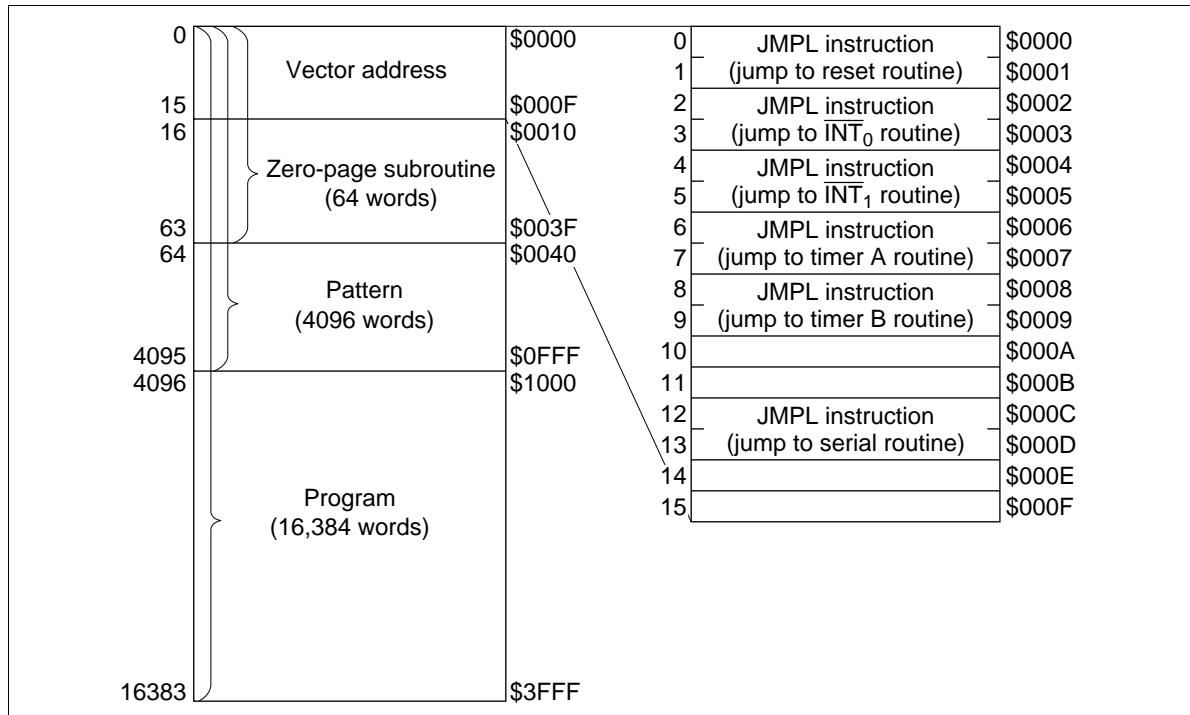 0
$0000
Vector address
15
$000F
16
$0010
Zero-page subroutine
(64 words)
63
$003F
64
$0040
Pattern
(4096 words)
4095
$0FFF
4096
$1000
Program
(16,384 words)
16383
$3FFF
0 JMPL instruction $0000
1 (jump to reset routine) $0001
2 JMPL instruction $0002
3 (jump to I̅N̅T̅₀ routine) $0003
4 JMPL instruction $0004
5 (jump to I̅N̅T̅₁ routine) $0005
6 JMPL instruction $0006
7 (jump to timer A routine) $0007
8 JMPL instruction $0008
9 (jump to timer B routine) $0009
10 $000A
11 $000B
12 JMPL instruction $000C
13 (jump to serial routine) $000D
14 $000E
15 $000F